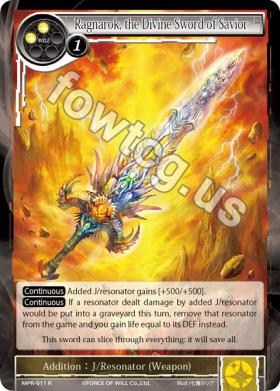 Ragnarok, the Divine Sword of Savior
WILL
1
fowtcg.us
Continuous Added J/resonator gains [+500/+500].
Continuous If a resonator dealt damage by added J/resonator
would be put into a graveyard this turn, remove that resonator
from the game and you gain life equal to its DEF instead.
This sword can slice through everything: it will save all.
Addition : J/Resonator (Weapon)
MPR-011 R
©FORCE OF WILL Co.,Ltd.